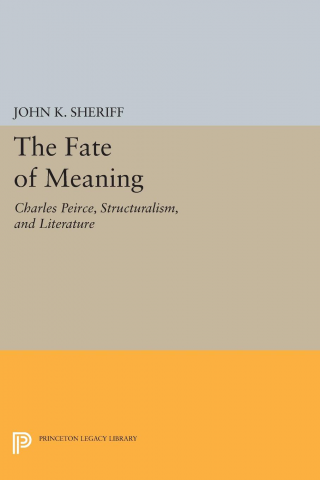 JOHN K. SHERIFF
The Fate
of Meaning
Charles Peirce, Structuralism,
and Literature
PRINCETON LEGACY LIBRARY